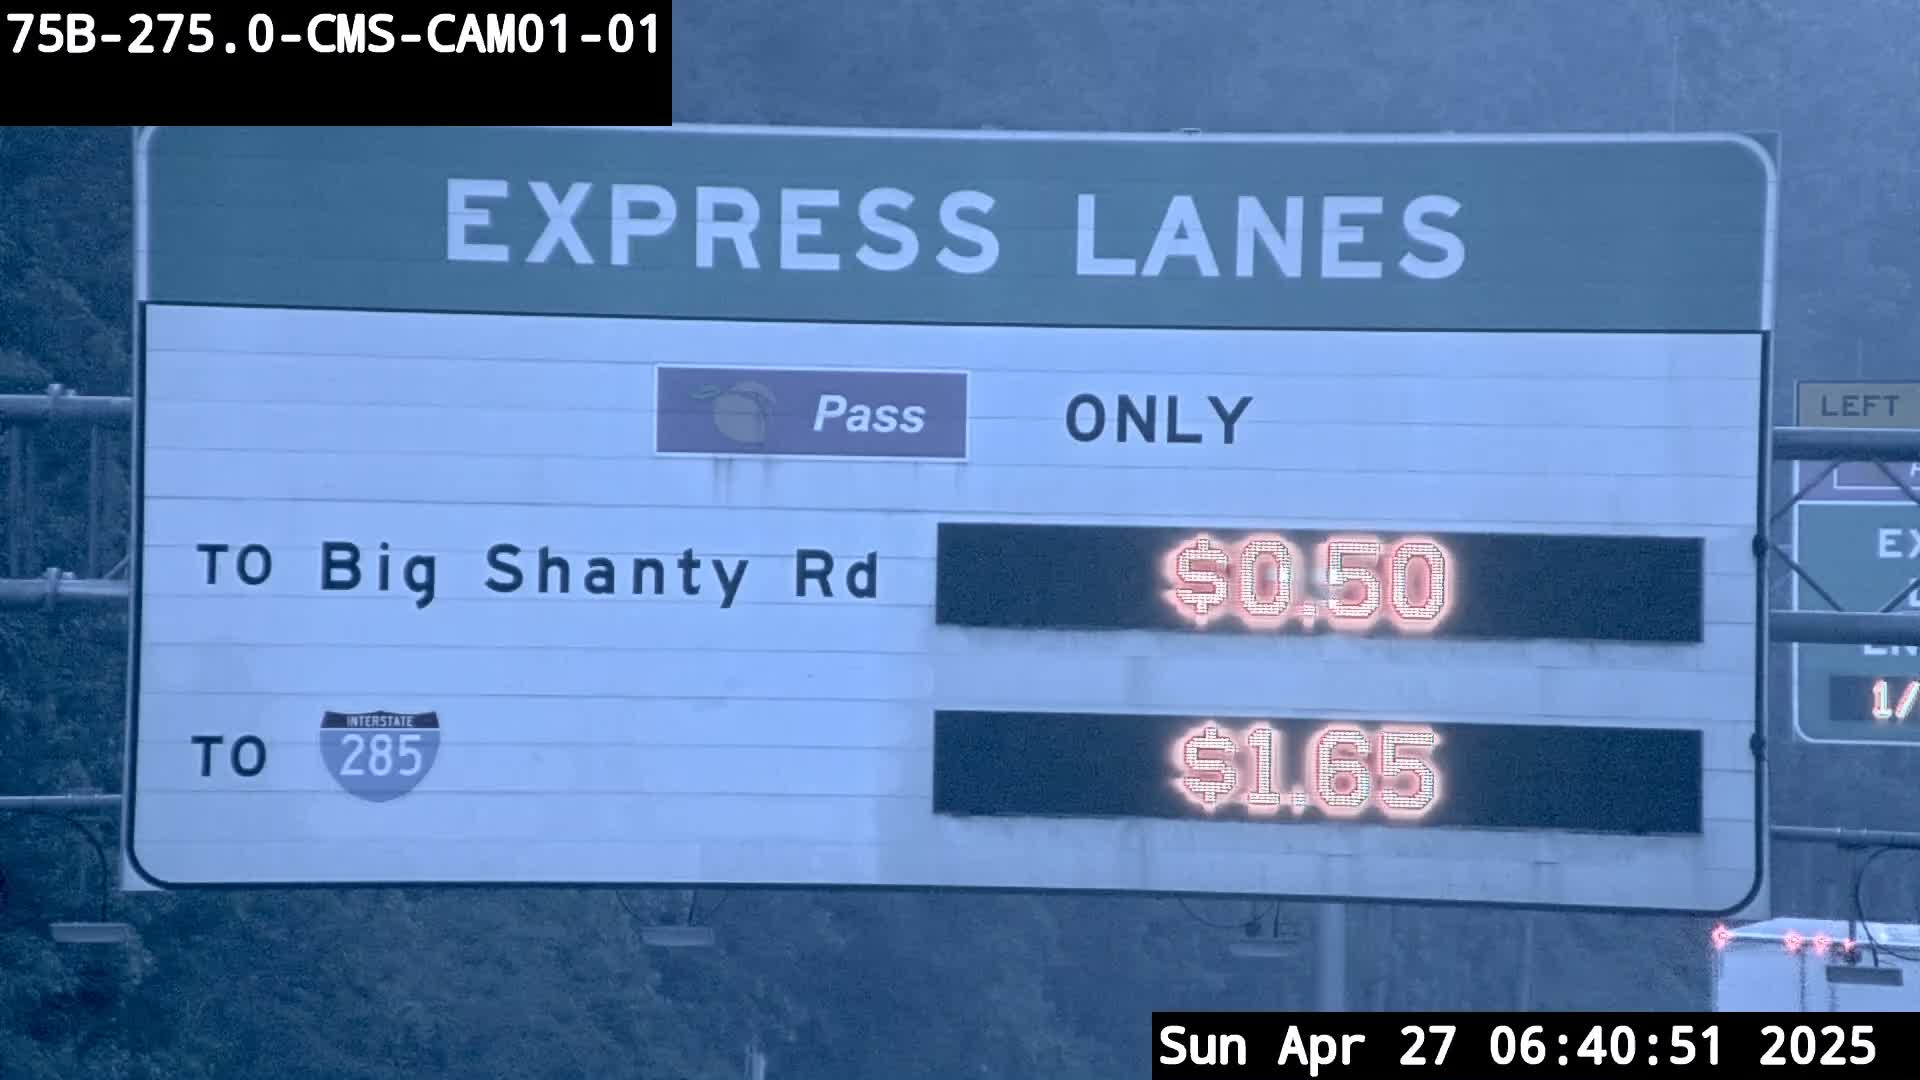 75B-275.0-CMS-CAM01-01
EXPRESS LANES
Pass ONLY
TO Big Shanty Rd $0.50
TO INTERSTATE 285 $1.65
LEFT
Sun Apr 27 06:40:51 2025